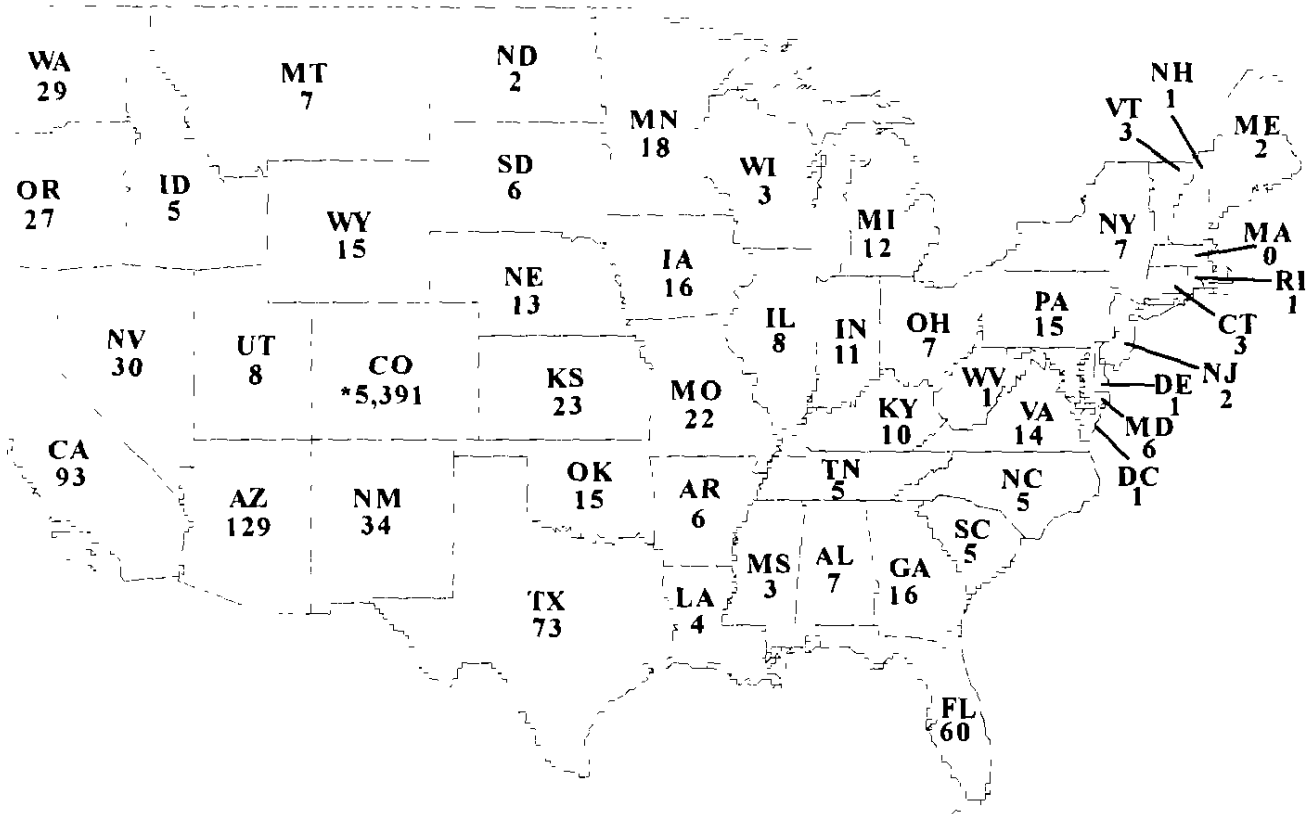 WA
29
MT
7
ND
2
MN
18
NH
1
VT
3
ME
2
OR
27
ID
5
WY
15
SD
6
WI
3
MI
12
NY
7
MA
0
RI
1
NE
13
IA
16
PA
15
CT
3
NV
30
UT
8
CO
*5,391
KS
23
MO
22
IL
8
IN
11
OH
7
WV
1
KY
10
VA
14
NJ
2
DE
1
MD
6
DC
1
CA
93
AZ
129
NM
34
OK
15
AR
6
TN
5
NC
5
SC
5
TX
73
LA
4
MS
3
AL
7
GA
16
FL
60